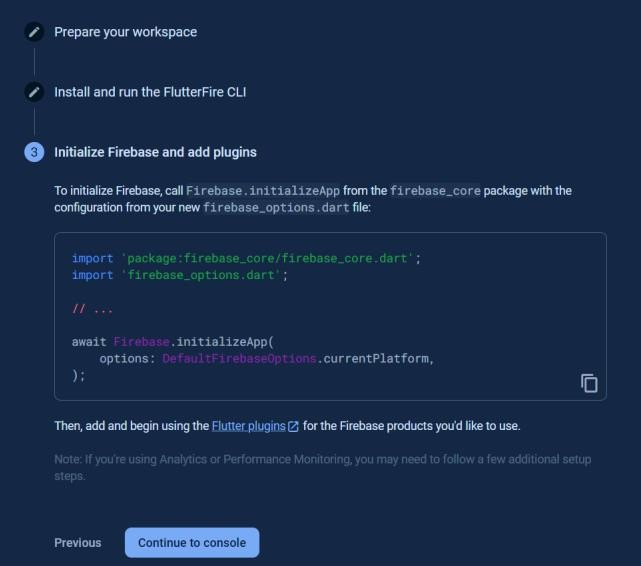 Prepare your workspace
Install and run the FlutterFire CLI
3 Initialize Firebase and add plugins
To initialize Firebase, call Firebase.initializeApp from the firebase_core package with the
configuration from your new firebase_options.dart file:
import 'package:firebase_core/firebase_core.dart';
import 'firebase_options.dart';
// ...
await Firebase.initializeApp(
    options: DefaultFirebaseOptions.currentPlatform,
);
Then, add and begin using the Flutter plugins for the Firebase products you'd like to use.
Note: If you're using Analytics or Performance Monitoring, you may need to follow a few additional setup
steps.
Previous Continue to console